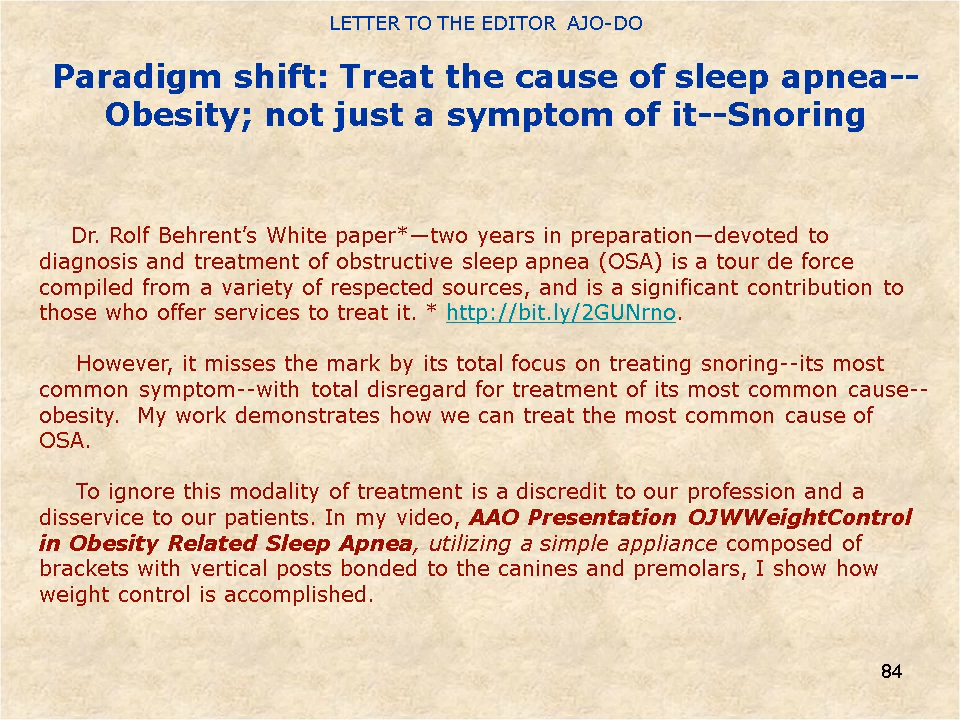 LETTER TO THE EDITOR  AJO-DO
Paradigm shift: Treat the cause of sleep apnea--
Obesity; not just a symptom of it--Snoring
Dr. Rolf Behrent’s White paper*—two years in preparation—devoted to
diagnosis and treatment of obstructive sleep apnea (OSA) is a tour de force
compiled from a variety of respected sources, and is a significant contribution to
those who offer services to treat it. * http://bit.ly/2GUNrno.
However, it misses the mark by its total focus on treating snoring--its most
common symptom--with total disregard for treatment of its most common cause--
obesity.  My work demonstrates how we can treat the most common cause of
OSA.
To ignore this modality of treatment is a discredit to our profession and a
disservice to our patients. In my video, AAO Presentation OJWWeightControl
in Obesity Related Sleep Apnea, utilizing a simple appliance composed of
brackets with vertical posts bonded to the canines and premolars, I show how
weight control is accomplished.
84